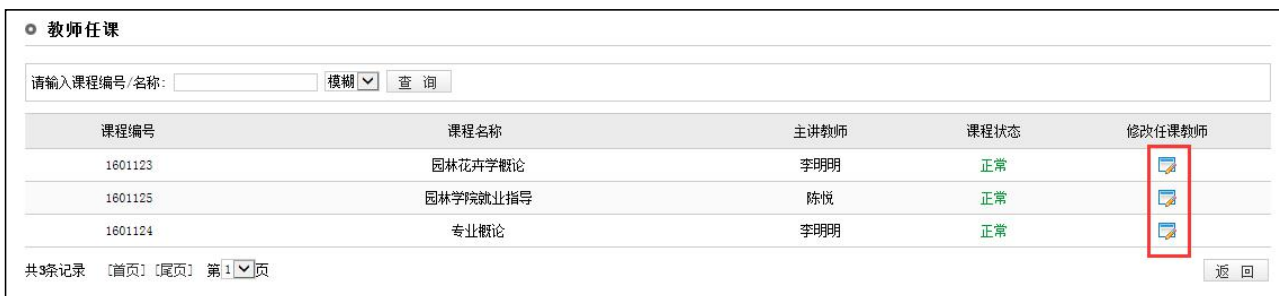 教师任课
请输入课程编号/名称: 模糊 查 询
课程编号 课程名称 主讲教师 课程状态 修改任课教师
1601123 园林花卉学概论 李明明 正常
1601125 园林学院就业指导 陈悦 正常
1601124 专业概论 李明明 正常
共3条记录 [首页] [尾页] 第1页 返 回